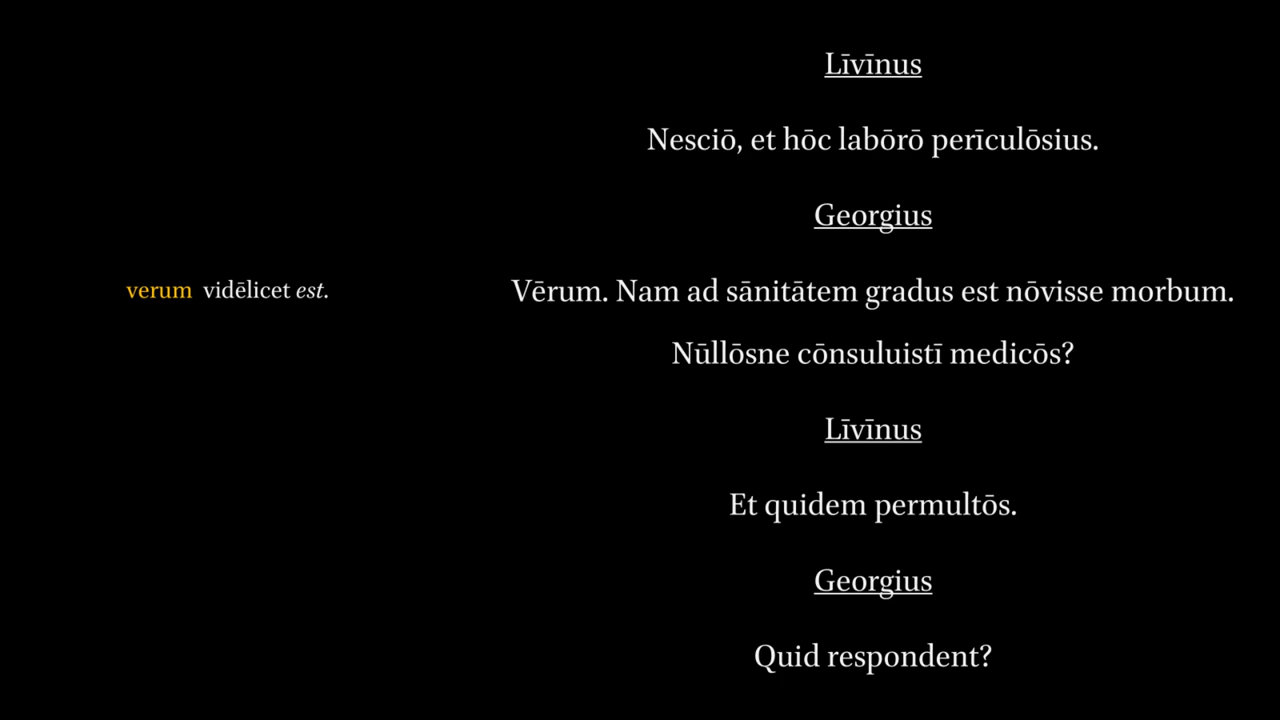 Līvīnus
Nesciō, et hōc labōrō perīculōsius.
Georgius
verum vidēlicet est.
Vērum. Nam ad sānitātem gradus est nōvisse morbum.
Nūllōsne cōnsuluistī medicōs?
Līvīnus
Et quidem permultōs.
Georgius
Quid respondent?